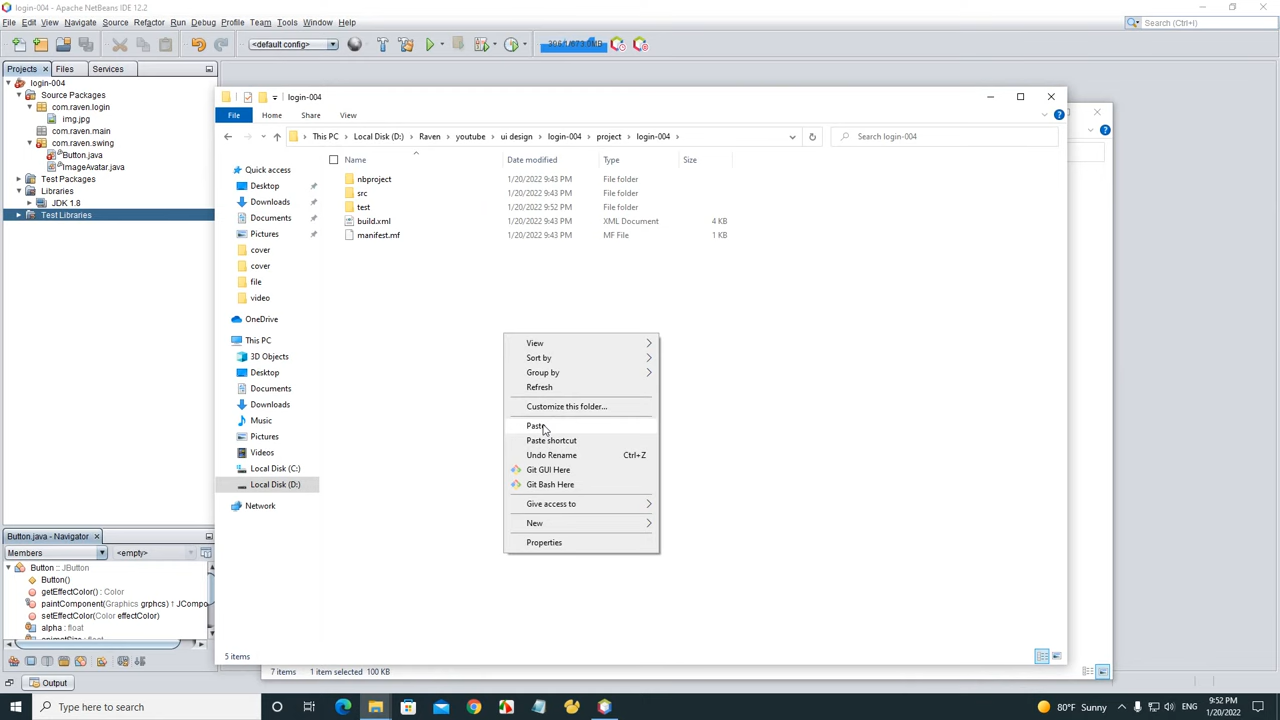 login-004 - Apache NetBeans IDE 12.2
File Edit View Navigate Source Refactor Run Debug Profile Team Tools Window Help
Search (Ctrl+I)
<default config>
Projects Files Services
login-004
Source Packages
com.raven.login
img.jpg
com.raven.main
com.raven.swing
Button.java
ImageAvatar.java
Test Packages
Libraries
JDK 1.8
Test Libraries
login-004
File Home Share View
This PC Local Disk (D:) Raven youtube ui design login-004 project login-004
Search login-004
Name Date modified Type Size
nbproject 1/20/2022 9:43 PM File folder
src 1/20/2022 9:43 PM File folder
test 1/20/2022 9:52 PM File folder
build.xml 1/20/2022 9:43 PM XML Document 4 KB
manifest.mf 1/20/2022 9:43 PM MF File 1 KB
Quick access
Desktop
Downloads
Documents
Pictures
cover
cover
file
video
OneDrive
This PC
3D Objects
Desktop
Documents
Downloads
Music
Pictures
Videos
Local Disk (C:)
Local Disk (D:)
Network
View
Sort by
Group by
Refresh
Customize this folder...
Paste
Paste shortcut
Undo Rename Ctrl+Z
Git GUI Here
Git Bash Here
Give access to
New
Properties
5 items
7 items 1 item selected 100 KB
Button.java - Navigator
Members <empty>
Button :: JButton
Button()
getEffectColor() : Color
paintComponent(Graphics grphcs) ↑ JCompo
setEffectColor(Color effectColor)
alpha : float
Output
Type here to search
80°F Sunny
ENG
9:52 PM
1/20/2022